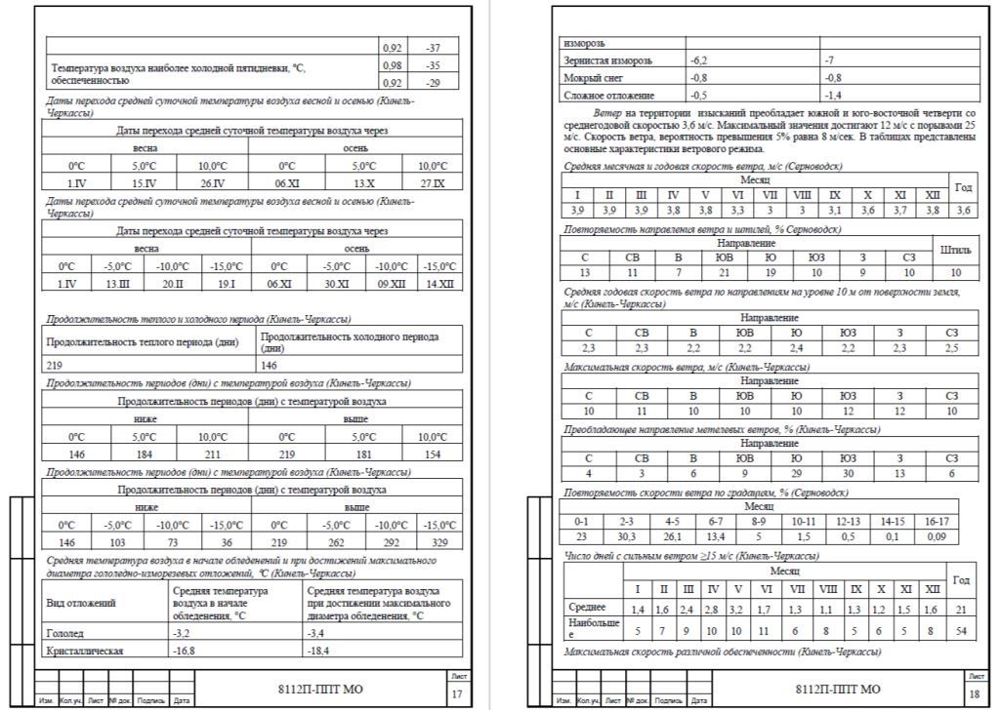 0,92 -37
Температура воздуха наиболее холодной пятидневки, °С, обеспеченностью 0,98 -35
0,92 -29
Даты перехода средней суточной температуры воздуха весной и осенью (Кинель-
Черкассы)
Даты перехода средней суточной температуры воздуха через
весна осень
0°С 5,0°С 10,0°С 0°С 5,0°С 10,0°С
1.IV 15.IV 26.IV 06.XI 13.X 27.IX
Даты перехода средней суточной температуры воздуха весной и осенью (Кинель-
Черкассы)
Даты перехода средней суточной температуры воздуха через
весна осень
0°С -5,0°С -10,0°С -15,0°С 0°С -5,0°С -10,0°С -15,0°С
1.IV 13.III 20.II 19.I 06.XI 30.XI 09.XII 14.XII
Продолжительность теплого и холодного периода (Кинель-Черкассы)
Продолжительность теплого периода (дни) Продолжительность холодного периода (дни)
219 146
Продолжительность периодов (дни) с температурой воздуха (Кинель-Черкассы)
Продолжительность периодов (дни) с температурой воздуха
ниже выше
0°С 5,0°С 10,0°С 0°С 5,0°С 10,0°С
146 184 211 219 181 154
Продолжительность периодов (дни) с температурой воздуха (Кинель-Черкассы)
Продолжительность периодов (дни) с температурой воздуха
ниже выше
0°С -5,0°С -10,0°С -15,0°С 0°С -5,0°С -10,0°С -15,0°С
146 103 73 36 219 262 292 329
Средняя температура воздуха в начале обледенений и при достижений максимального
диаметра гололедно-изморезевых отложений, °С (Кинель-Черкассы)
Вид отложений Средняя температура воздуха в начале обледенения, °С Средняя температура воздуха при достижении максимального диаметра обледенения, °С
Гололед -3,2 -3,4
Кристаллическая -16,8 -18,4
8112П-ППТ МО
Лист
17
Изм. Кол.уч. Лист № док. Подпись Дата
изморозь
Зернистая изморозь -6,2 -7
Мокрый снег -0,8 -0,8
Сложное отложение -0,5 -1,4
Ветер на территории изысканий преобладает южной и юго-восточной четверти со
среднегодовой скоростью 3,6 м/с. Максимальный значения достигают 12 м/с с порывами 25
м/с. Скорость ветра, вероятность превышения 5% равна 8 м/сек. В таблицах представлены
основные характеристики ветрового режима.
Средняя месячная и годовая скорость ветра, м/с (Серноводск)
Месяц Год
I II III IV V VI VII VIII IX X XI XII
3,9 3,9 3,9 3,8 3,8 3,3 3 3 3,1 3,6 3,7 3,8 3,6
Повторяемость направления ветра и штилей, % Серноводск)
Направление Штиль
С СВ В ЮВ Ю ЮЗ З СЗ
13 11 7 21 19 10 9 10 10
Средняя годовая скорость ветра по направлениям на уровне 10 м от поверхности земля,
м/с (Кинель-Черкассы)
Направление
С СВ В ЮВ Ю ЮЗ З СЗ
2,3 2,3 2,2 2,2 2,4 2,2 2,3 2,5
Максимальная скорость ветра, м/с (Кинель-Черкассы)
Направление
С СВ В ЮВ Ю ЮЗ З СЗ
10 11 10 10 10 12 12 10
Преобладающее направление метелевых ветров, % (Кинель-Черкассы)
Направление
С СВ В ЮВ Ю ЮЗ З СЗ
4 3 6 9 29 30 13 6
Повторяемость скорости ветра по градациям, % (Серноводск)
Месяц
0-1 2-3 4-5 6-7 8-9 10-11 12-13 14-15 16-17
23 30,3 26,1 13,4 5 1,5 0,5 0,1 0,09
Число дней с сильным ветром ≥15 м/с (Кинель-Черкассы)
Месяц Год
I II III IV V VI VII VIII IX X XI XII
Среднее 1,4 1,6 2,4 2,8 3,2 1,7 1,3 1,1 1,3 1,2 1,5 1,6 21
Наибольшее 5 7 9 10 10 11 6 8 5 6 5 8 54
Максимальная скорость различной обеспеченности (Кинель-Черкассы)
8112П-ППТ МО
Лист
18
Изм. Кол.уч. Лист № док. Подпись Дата